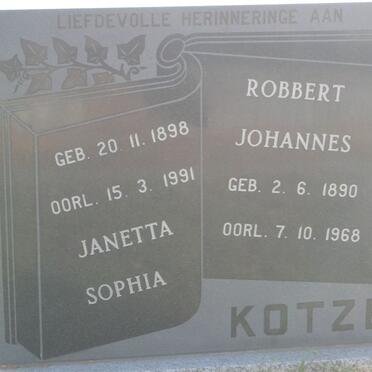 LIEFDEVOLLE HERINNERINGE AAN
GEB. 20. 11. 1898
OORL. 15. 3. 1991
JANETTA
SOPHIA
ROBBERT
JOHANNES
GEB. 2. 6. 1890
OORL. 7. 10. 1968
KOTZE